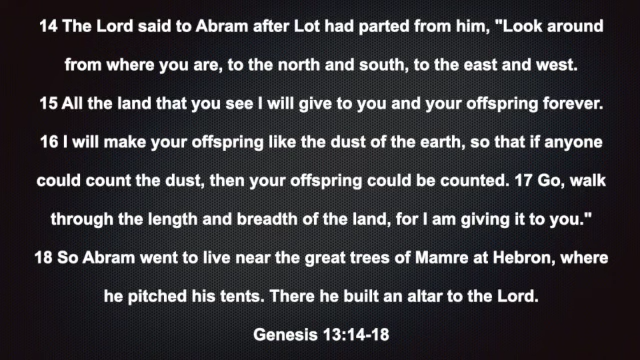 14 The Lord said to Abram after Lot had parted from him, "Look around
from where you are, to the north and south, to the east and west.
15 All the land that you see I will give to you and your offspring forever.
16 I will make your offspring like the dust of the earth, so that if anyone
could count the dust, then your offspring could be counted. 17 Go, walk
through the length and breadth of the land, for I am giving it to you."
18 So Abram went to live near the great trees of Mamre at Hebron, where
he pitched his tents. There he built an altar to the Lord.
Genesis 13:14-18